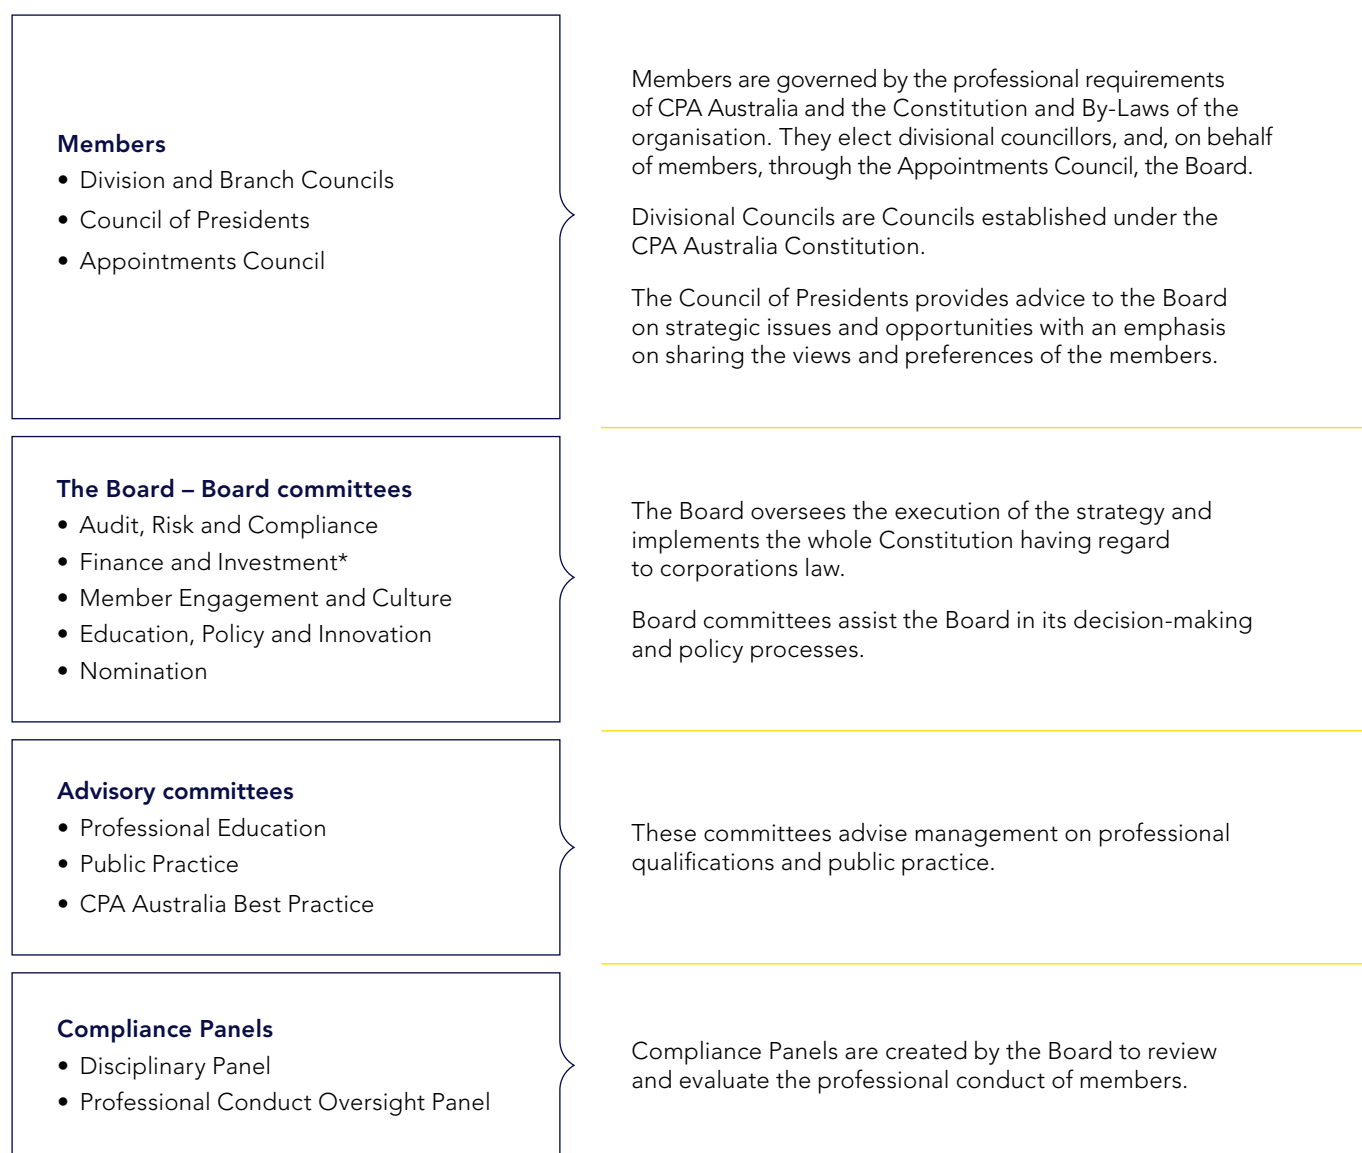 Members
• Division and Branch Councils
• Council of Presidents
• Appointments Council
Members are governed by the professional requirements
of CPA Australia and the Constitution and By-Laws of the
organisation. They elect divisional councillors, and, on behalf
of members, through the Appointments Council, the Board.
Divisional Councils are Councils established under the
CPA Australia Constitution.
The Council of Presidents provides advice to the Board
on strategic issues and opportunities with an emphasis
on sharing the views and preferences of the members.
The Board – Board committees
• Audit, Risk and Compliance
• Finance and Investment*
• Member Engagement and Culture
• Education, Policy and Innovation
• Nomination
The Board oversees the execution of the strategy and
implements the whole Constitution having regard
to corporations law.
Board committees assist the Board in its decision-making
and policy processes.
Advisory committees
• Professional Education
• Public Practice
• CPA Australia Best Practice
These committees advise management on professional
qualifications and public practice.
Compliance Panels
• Disciplinary Panel
• Professional Conduct Oversight Panel
Compliance Panels are created by the Board to review
and evaluate the professional conduct of members.